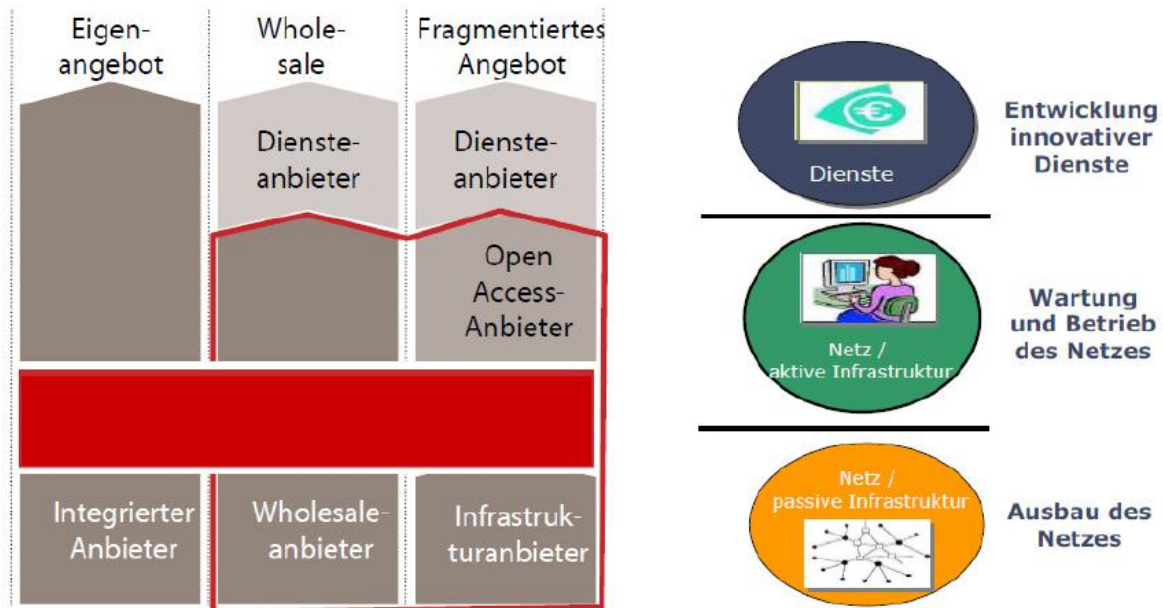 Eigen-
angebot
Whole-
sale
Fragmentiertes
Angebot
Dienste-
anbieter
Dienste-
anbieter
Open
Access-
Anbieter
Integrierter
Anbieter
Wholesale-
anbieter
Infrastruk-
turanbieter
€
Dienste
Entwicklung
innovativer
Dienste
Netz /
aktive Infrastruktur
Wartung
und Betrieb
des Netzes
Netz /
passive Infrastruktur
Ausbau des
Netzes